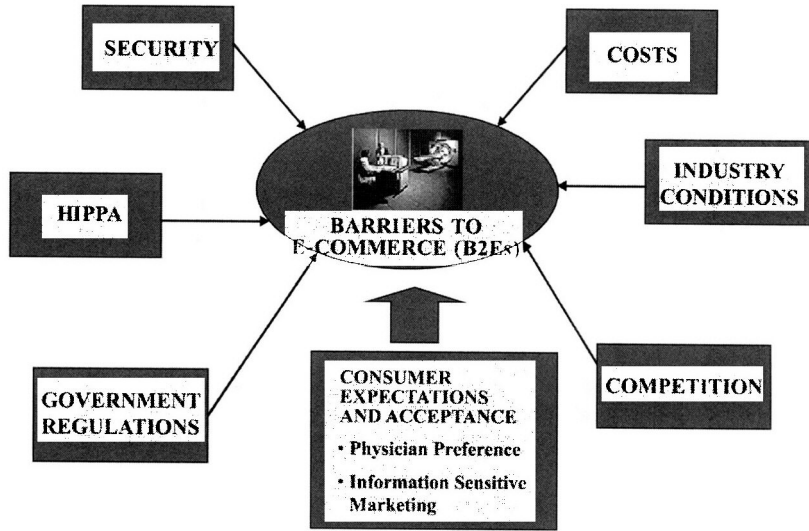 SECURITY
COSTS
INDUSTRY
CONDITIONS
HIPPA
BARRIERS TO
E-COMMERCE (B2Es)
GOVERNMENT
REGULATIONS
CONSUMER
EXPECTATIONS
AND ACCEPTANCE
• Physician Preference
• Information Sensitive
Marketing
COMPETITION